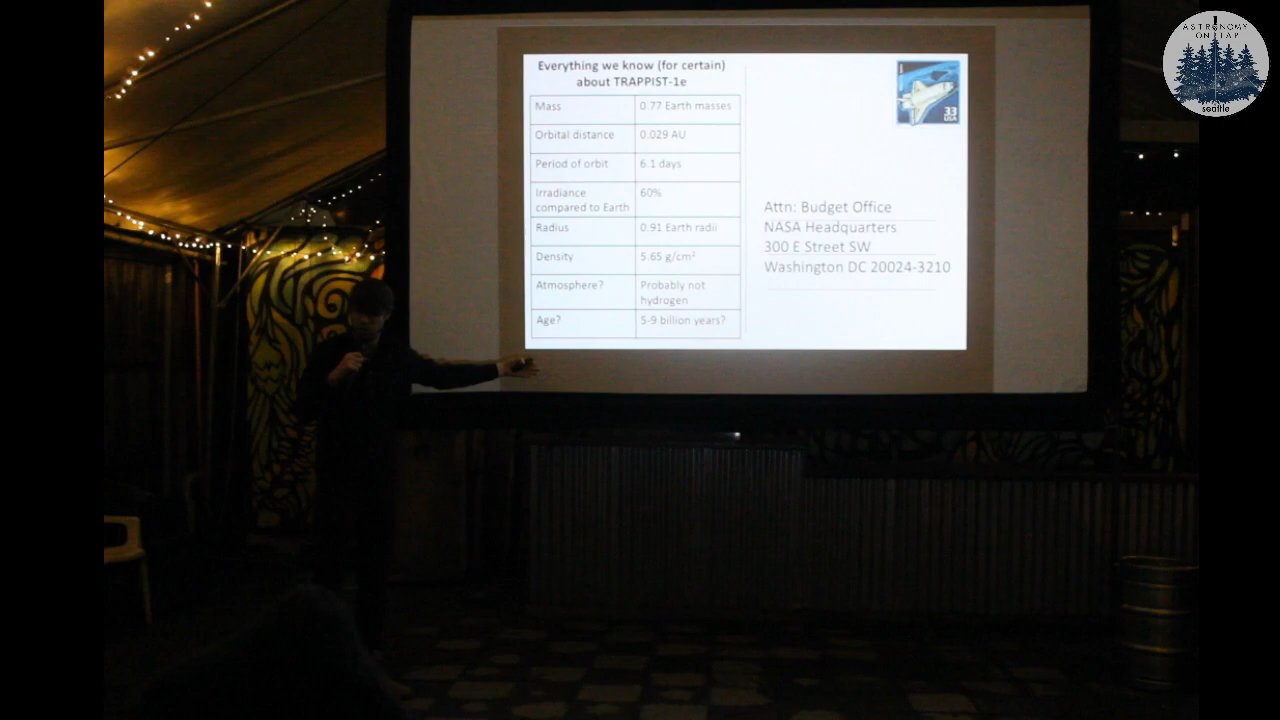 Everything we know (for certain)
about TRAPPIST-1e
Mass 0.77 Earth masses
Orbital distance 0.029 AU
Period of orbit 6.1 days
Irradiance 60%
compared to Earth
Radius 0.91 Earth radii
Density 5.65 g/cm²
Atmosphere? Probably not
hydrogen
Age? 5-9 billion years?
33
USA
Attn: Budget Office
NASA Headquarters
300 E Street SW
Washington DC 20024-3210
ASTRONOMY
ON TAP
seattle